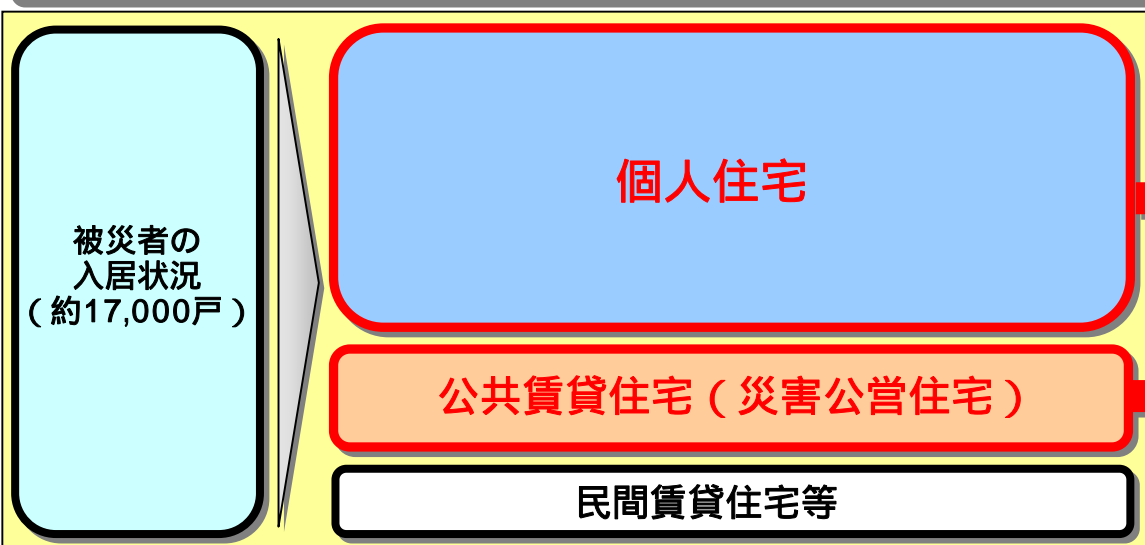 被災者の
入居状況
（約17,000戸）
個人住宅
公共賃貸住宅（災害公営住宅）
民間賃貸住宅等